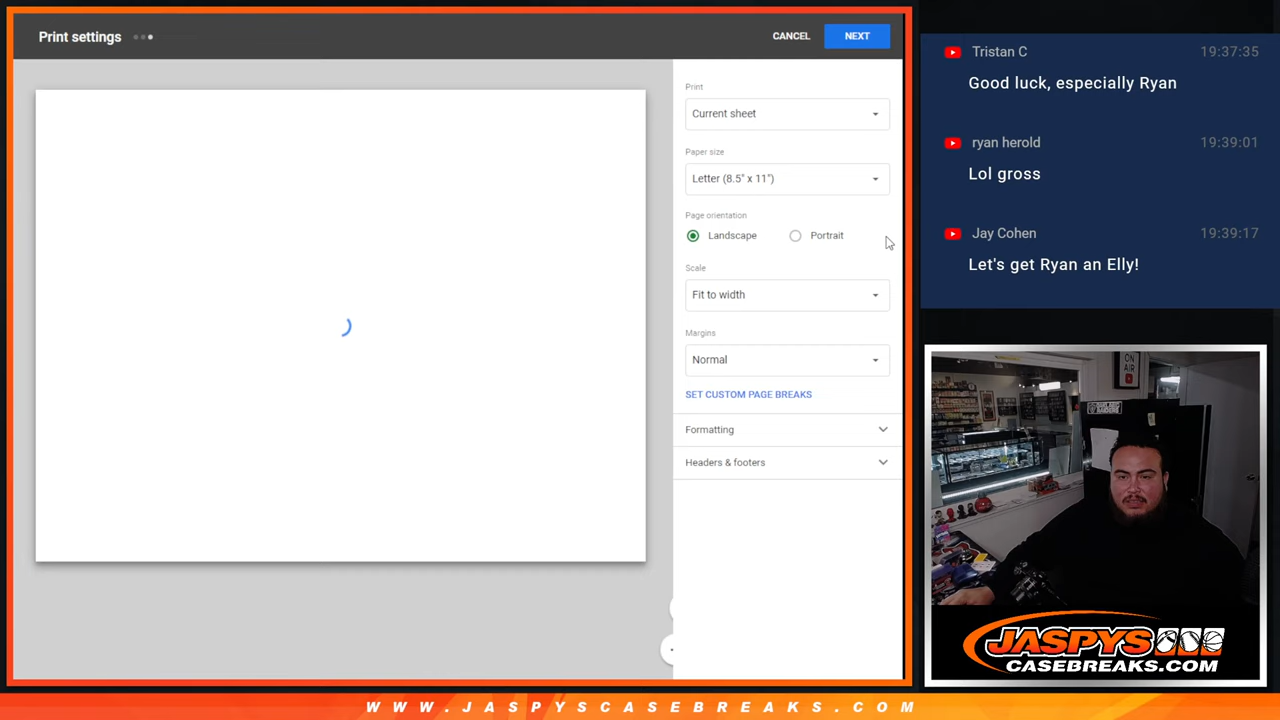 Print settings
CANCEL
NEXT
Print
Current sheet
Paper size
Letter (8.5" x 11")
Page orientation
Landscape
Portrait
Scale
Fit to width
Margins
Normal
SET CUSTOM PAGE BREAKS
Formatting
Headers & footers
Tristan C 19:37:35
Good luck, especially Ryan
ryan herold 19:39:01
Lol gross
Jay Cohen 19:39:17
Let's get Ryan an Elly!
ON
AIR
JASPYS
CASEBREAKS.COM
WWW.JASPYSCASEBREAKS.COM